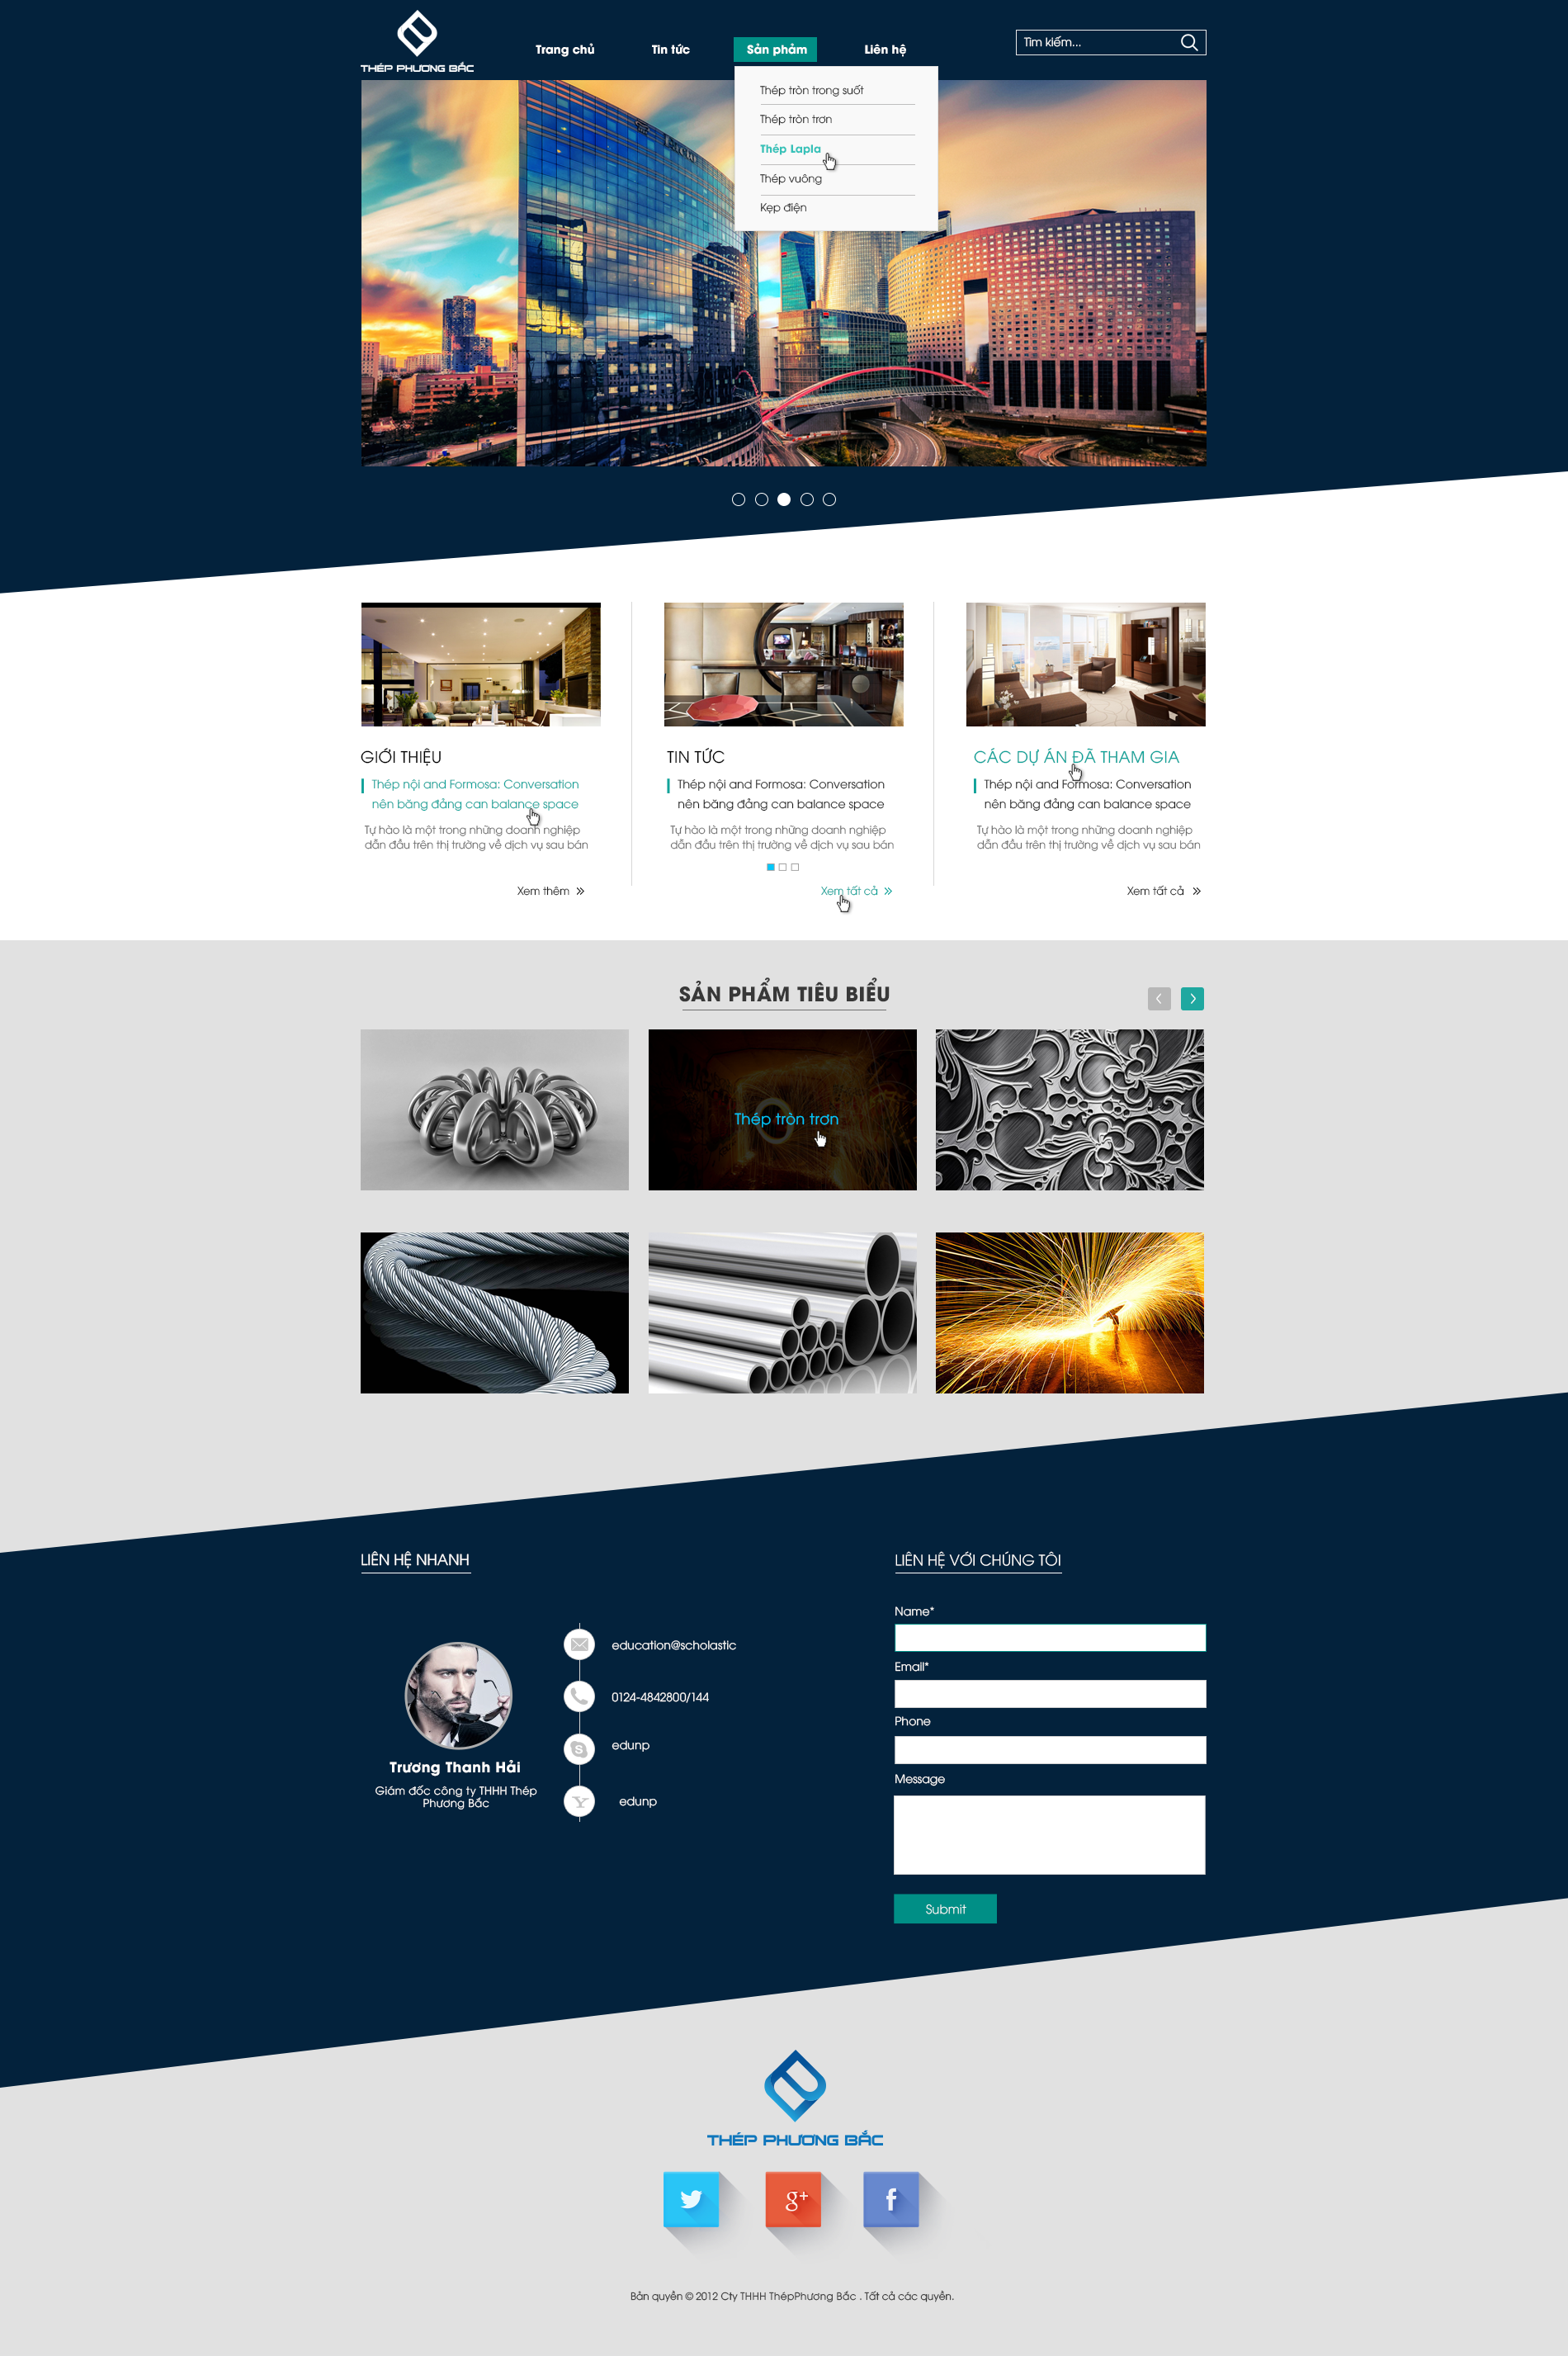 THÉP PHƯƠNG BẮC
Trang chủ
Tin tức
Sản phảm
Liên hệ
Tìm kiếm...
Thép tròn trong suốt
Thép tròn trơn
Thép Lapla
Thép vuông
Kẹp điện
GIỚI THIỆU
Thép nội and Formosa: Conversation
nên băng đảng can balance space
Tự hào là một trong những doanh nghiệp
dẫn đầu trên thị trường về dịch vụ sau bán
Xem thêm »
TIN TỨC
Thép nội and Formosa: Conversation
nên băng đảng can balance space
Tự hào là một trong những doanh nghiệp
dẫn đầu trên thị trường về dịch vụ sau bán
Xem tất cả »
CÁC DỰ ÁN ĐÃ THAM GIA
Thép nội and Formosa: Conversation
nên băng đảng can balance space
Tự hào là một trong những doanh nghiệp
dẫn đầu trên thị trường về dịch vụ sau bán
Xem tất cả »
SẢN PHẨM TIÊU BIỂU
Thép tròn trơn
LIÊN HỆ NHANH
Trương Thanh Hải
Giám đốc công ty THHH Thép
Phương Bắc
education@scholastic
0124-4842800/144
edunp
edunp
LIÊN HỆ VỚI CHÚNG TÔI
Name*
Email*
Phone
Message
Submit
THÉP PHƯƠNG BẮC
g+
f
Bản quyền © 2012 Cty THHH ThépPhương Bắc . Tất cả các quyền.